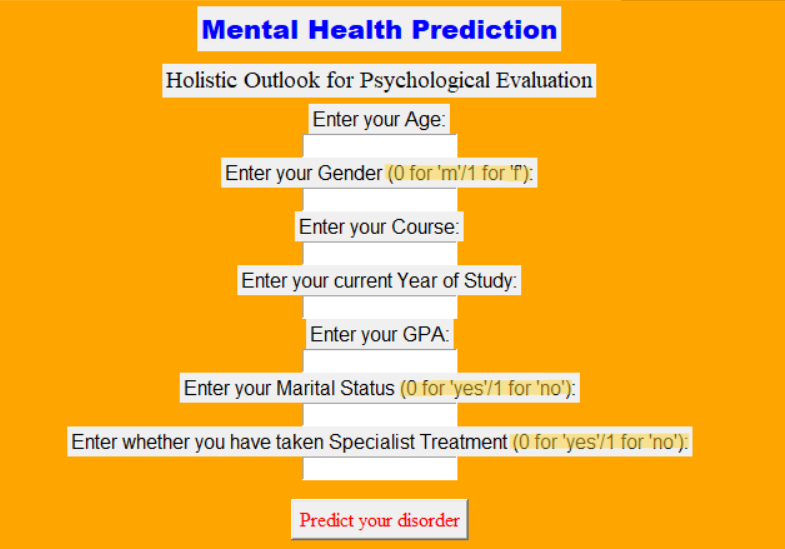 Mental Health Prediction
Holistic Outlook for Psychological Evaluation
Enter your Age:
Enter your Gender (0 for 'm'/1 for 'f'):
Enter your Course:
Enter your current Year of Study:
Enter your GPA:
Enter your Marital Status (0 for 'yes'/1 for 'no'):
Enter whether you have taken Specialist Treatment (0 for 'yes'/1 for 'no'):
Predict your disorder